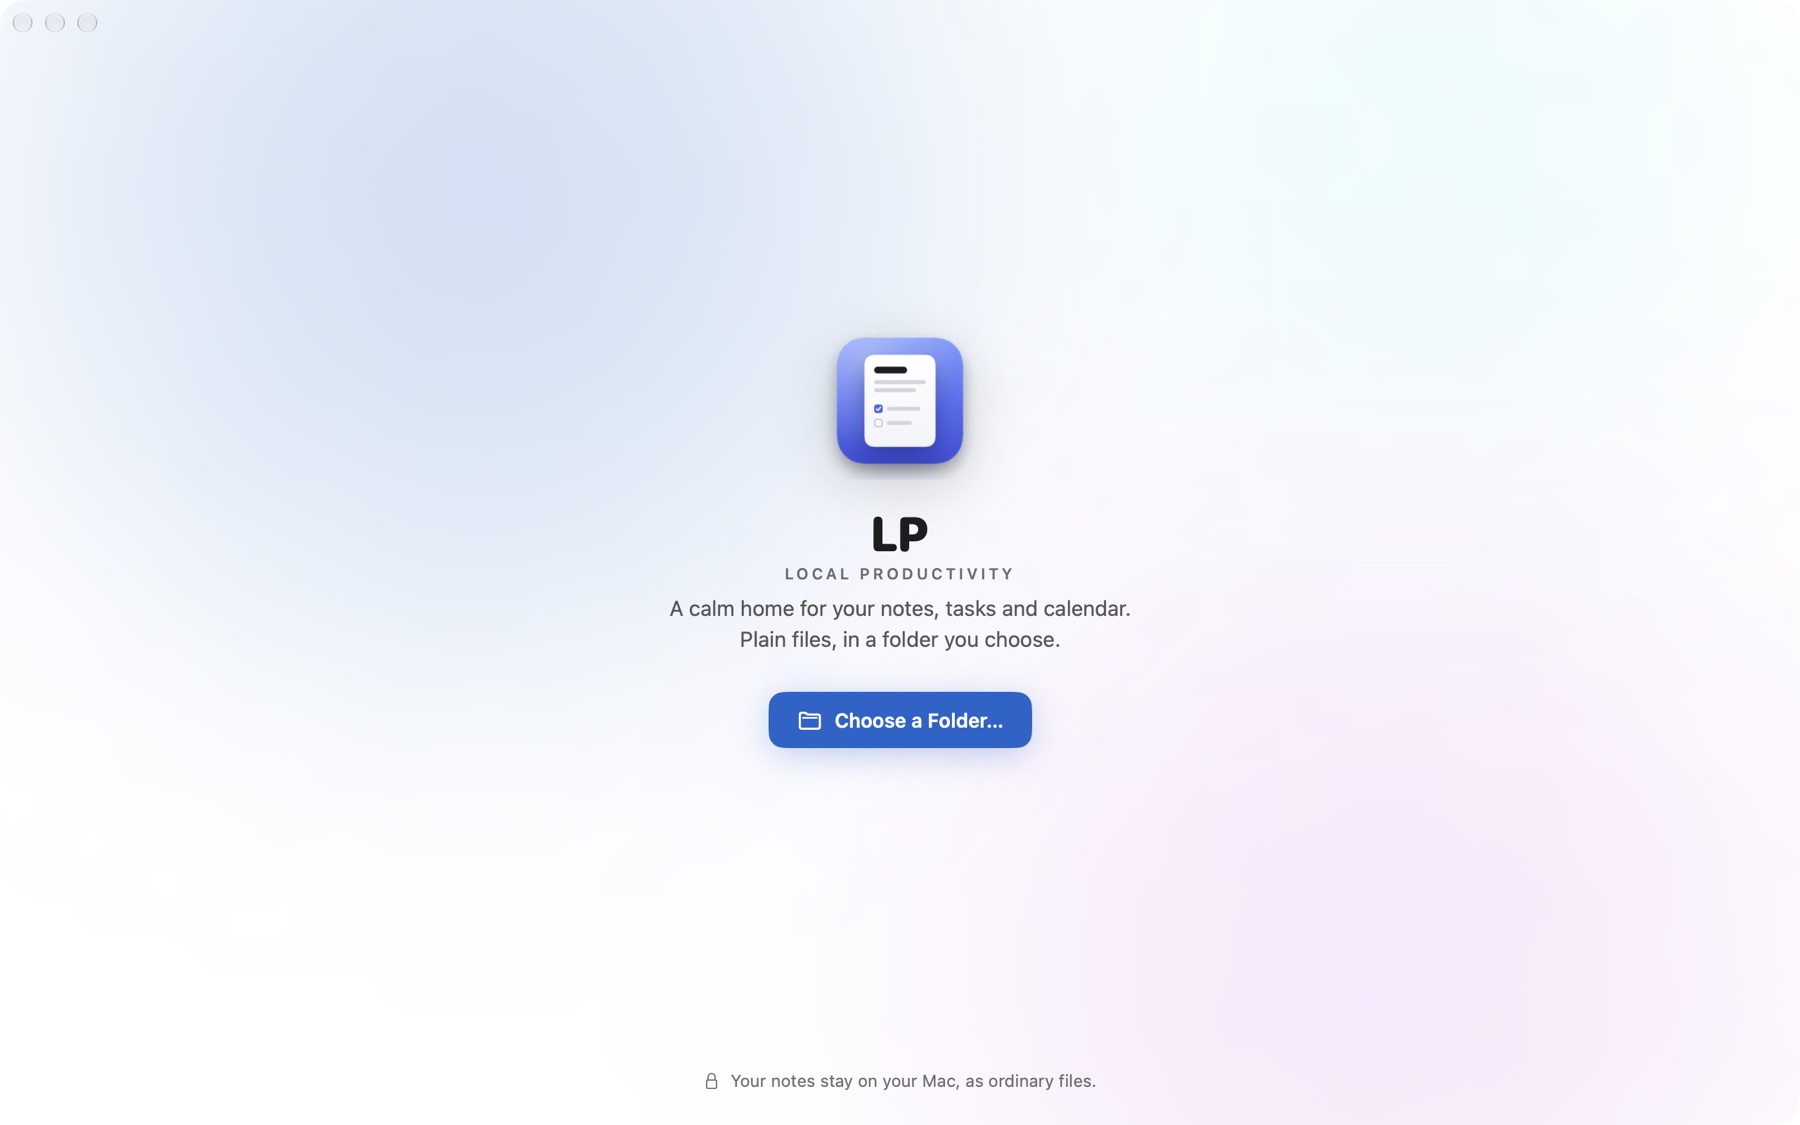 LP
LOCAL PRODUCTIVITY
A calm home for your notes, tasks and calendar.
Plain files, in a folder you choose.
Choose a Folder...
Your notes stay on your Mac, as ordinary files.